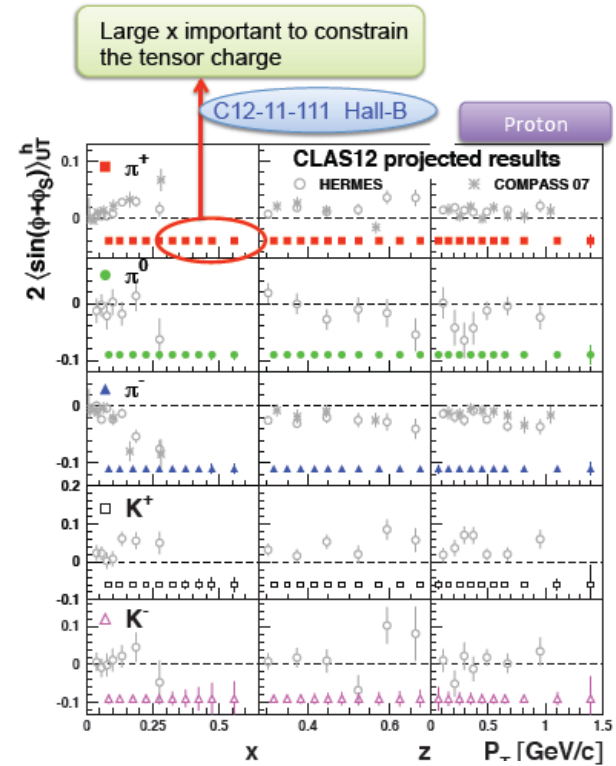 Large x important to constrain
the tensor charge
C12-11-111 Hall-B
Proton
CLAS12 projected results
HERMES COMPASS 07
2 ⟨sin(ϕ+ϕS)⟩hUT
π+
0.1
0
π0
0
-0.1
π-
0
-0.1
K+
0.2
0.1
0
-0.1
K-
0.1
0
-0.1
0 0.25 0.5 0.4 0.6 0 0.5 1 1.5
x z PT [GeV/c]